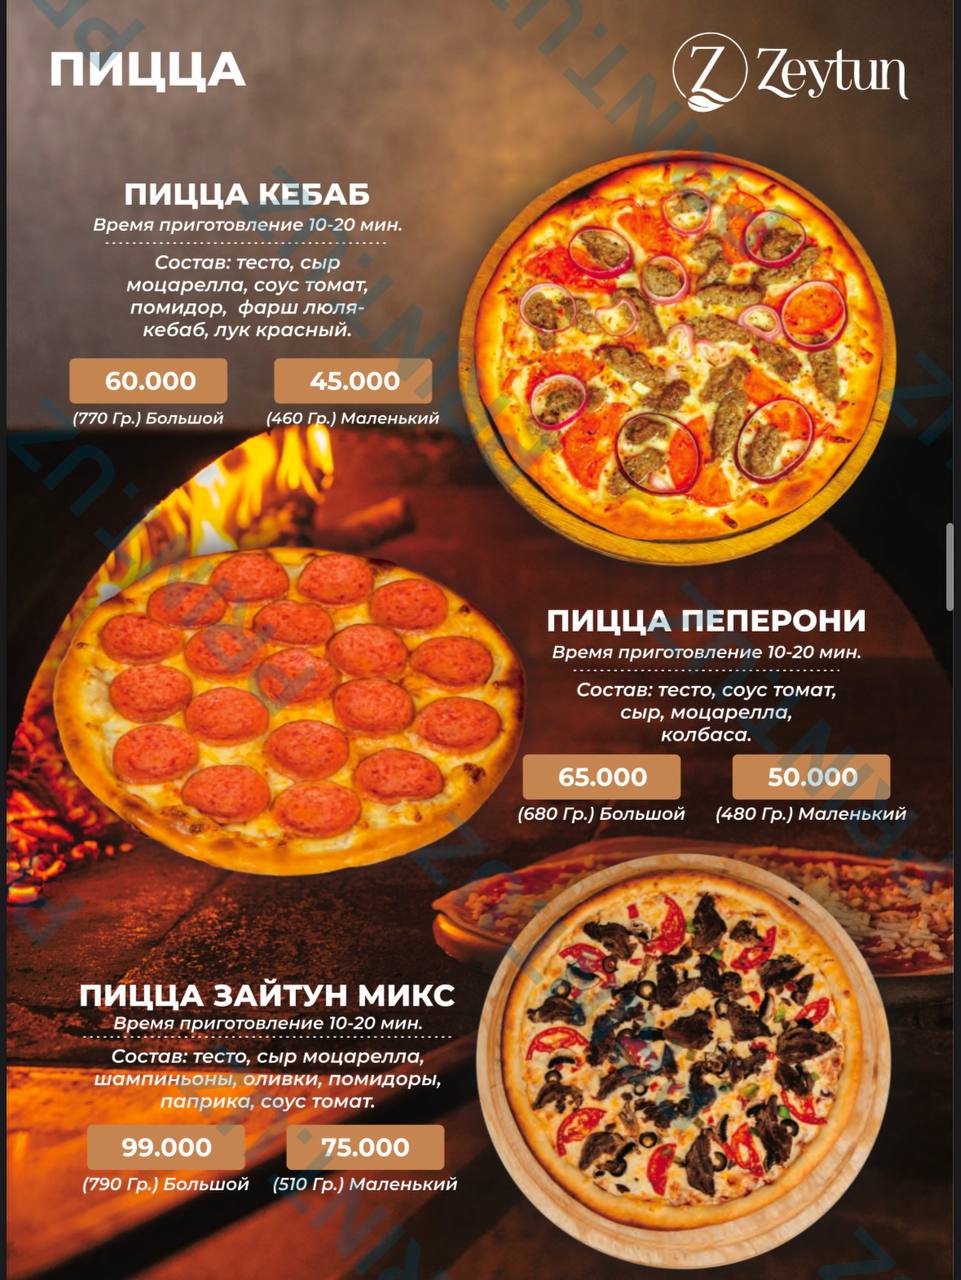 ПИЦЦА
Zeytun
ПИЦЦА КЕБАБ
Время приготовление 10-20 мин.
Состав: тесто, сыр
моцарелла, соус томат,
помидор, фарш люля-
кебаб, лук красный.
60.000
45.000
(770 Гр.) Большой
(460 Гр.) Маленький
ПИЦЦА ПЕПЕРОНИ
Время приготовление 10-20 мин.
Состав: тесто, соус томат,
сыр, моцарелла,
колбаса.
65.000
50.000
(680 Гр.) Большой
(480 Гр.) Маленький
ПИЦЦА ЗАЙТУН МИКС
Время приготовление 10-20 мин.
Состав: тесто, сыр моцарелла,
шампиньоны, оливки, помидоры,
паприка, соус томат.
99.000
75.000
(790 Гр.) Большой
(510 Гр.) Маленький